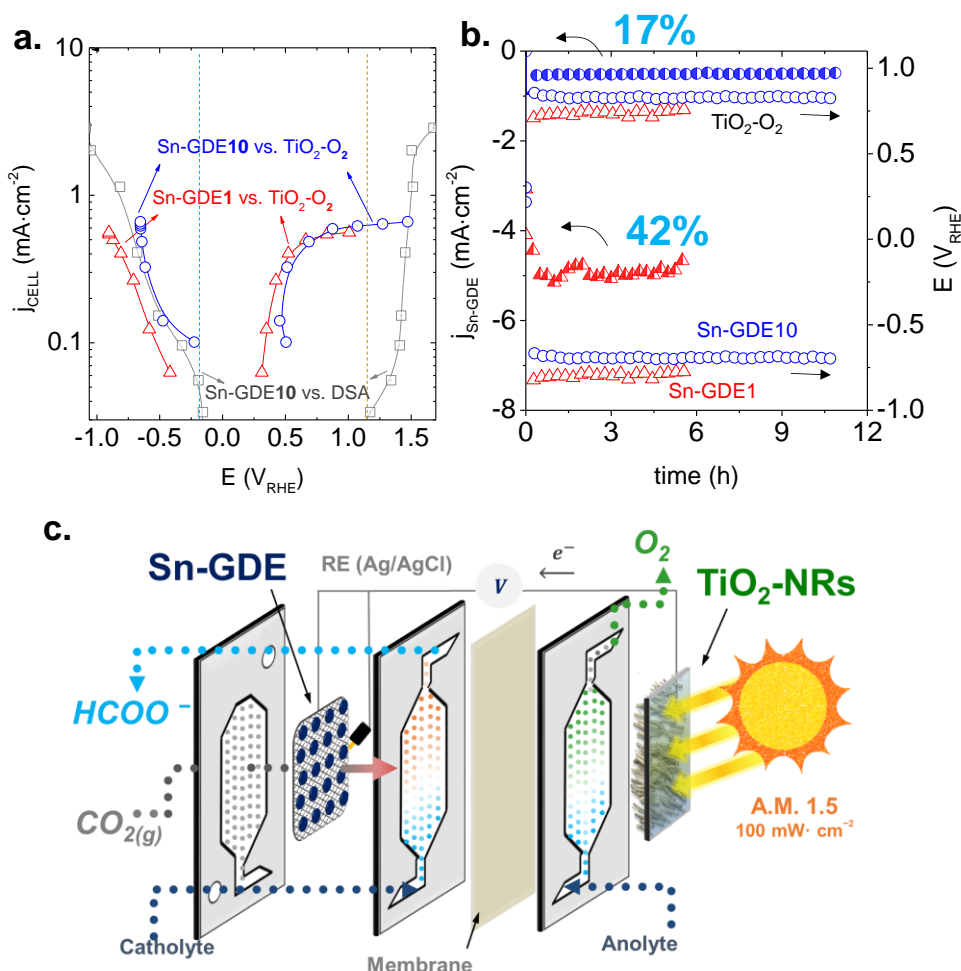 a.
10
1
0.1
j_CELL (mA·cm⁻²)
Sn-GDE10 vs. TiO₂-O₂
Sn-GDE1 vs. TiO₂-O₂
Sn-GDE10 vs. DSA
-1.0 -0.5 0.0 0.5 1.0 1.5
E (V_RHE)
b.
17%
TiO₂-O₂
42%
Sn-GDE10
Sn-GDE1
0
-2
-4
-6
-8
j_Sn-GDE (mA·cm⁻²)
1.0
0.5
0.0
-0.5
-1.0
E (V_RHE)
0 3 6 9 12
time (h)
c.
Sn-GDE
RE (Ag/AgCl)
e⁻
V
O₂
TiO₂-NRs
HCOO⁻
CO₂(g)
A.M. 1.5
100 mW· cm⁻²
Catholyte
Membrane
Anolyte